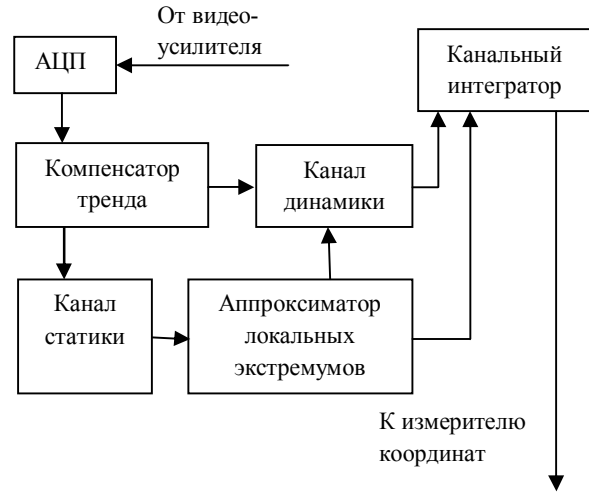 От видео-
усилителя
АЦП
Канальный
интегратор
Компенсатор
тренда
Канал
динамики
Канал
статики
Аппроксиматор
локальных
экстремумов
К измерителю
координат